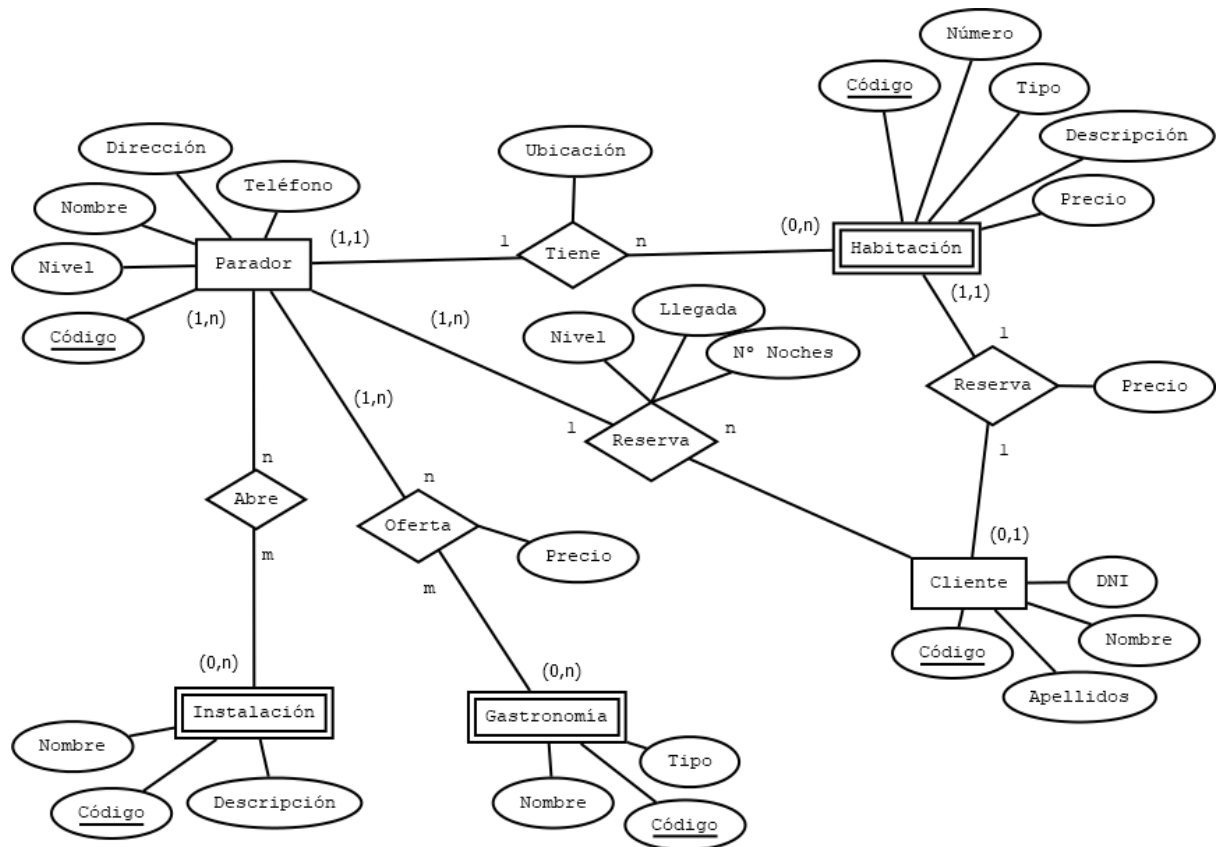 Número
Código
Tipo
Dirección
Ubicación
Descripción
Teléfono
Nombre
Precio
(1,1)
1
n
(0,n)
Habitación
Tiene
Parador
Nivel
(1,n)
Código
(1,n)
Nivel
Llegada
Nº Noches
(1,1)
1
Reserva
Precio
(1,n)
1
Reserva
n
1
n
Abre
m
n
Oferta
m
Precio
(0,1)
Cliente
DNI
Nombre
Código
Apellidos
(0,n)
Instalación
(0,n)
Gastronomía
Nombre
Código
Descripción
Tipo
Nombre
Código